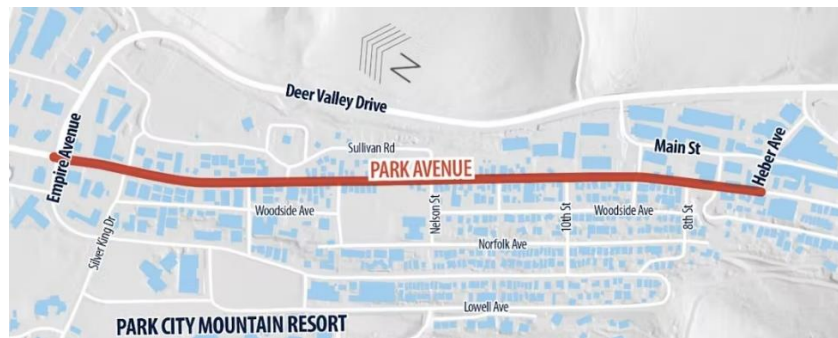 N
Deer Valley Drive
Empire Avenue
Sullivan Rd
Main St
Heber Ave
PARK AVENUE
Woodside Ave
Nelson St
10th St
Woodside Ave
8th St
Silver King Dr
Norfolk Ave
Lowell Ave
PARK CITY MOUNTAIN RESORT